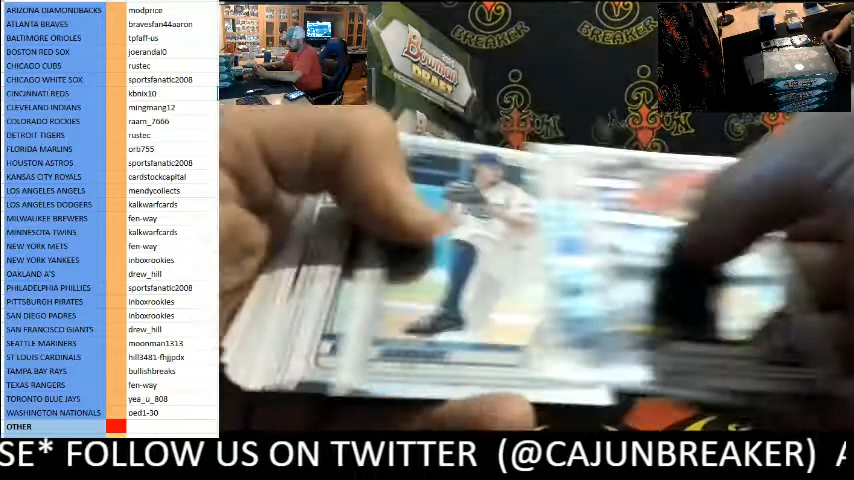 ARIZONA DIAMONDBACKS modprice
ATLANTA BRAVES bravesfan44aaron
BALTIMORE ORIOLES tpfaff-us
BOSTON RED SOX joerandal0
CHICAGO CUBS rustec
CHICAGO WHITE SOX sportsfanatic2008
CINCINNATI REDS kbnix10
CLEVELAND INDIANS mingmang12
COLORADO ROCKIES raam_7666
DETROIT TIGERS rustec
FLORIDA MARLINS orb755
HOUSTON ASTROS sportsfanatic2008
KANSAS CITY ROYALS cardstockcapital
LOS ANGELES ANGELS mendycollects
LOS ANGELES DODGERS kalkwarfcards
MILWAUKEE BREWERS fen-way
MINNESOTA TWINS kalkwarfcards
NEW YORK METS fen-way
NEW YORK YANKEES inboxrookies
OAKLAND A'S drew_hill
PHILADELPHIA PHILLIES sportsfanatic2008
PITTSBURGH PIRATES inboxrookies
SAN DIEGO PADRES inboxrookies
SAN FRANCISCO GIANTS drew_hill
SEATTLE MARINERS moonman1313
ST LOUIS CARDINALS hill3481-fhjjpdx
TAMPA BAY RAYS bullishbreaks
TEXAS RANGERS fen-way
TORONTO BLUE JAYS yea_u_808
WASHINGTON NATIONALS oed1-30
OTHER
Bowman
DRAFT
BREAKER
BREAKER
SE* FOLLOW US ON TWITTER (@CAJUNBREAKER) A